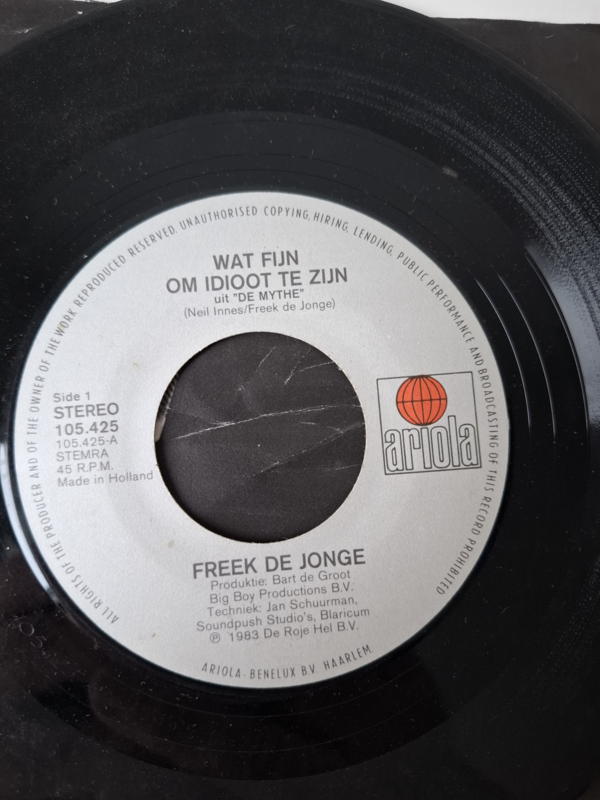 ALL RIGHTS OF THE PRODUCER AND OF THE OWNER OF THE WORK REPRODUCED RESERVED. UNAUTHORISED COPYING, HIRING, LENDING, PUBLIC PERFORMANCE AND BROADCASTING OF THIS RECORD PROHIBITED
WAT FIJN
OM IDIOOT TE ZIJN
uit "DE MYTHE"
(Neil Innes/Freek de Jonge)
Side 1
STEREO
105.425
105.425-A
STEMRA
45 R.P.M.
Made in Holland
ariola
FREEK DE JONGE
Produktie: Bart de Groot
Big Boy Productions B.V.
Techniek: Jan Schuurman,
Soundpush Studio's, Blaricum
℗ 1983 De Roje Hel B.V.
ARIOLA-BENELUX B.V. HAARLEM